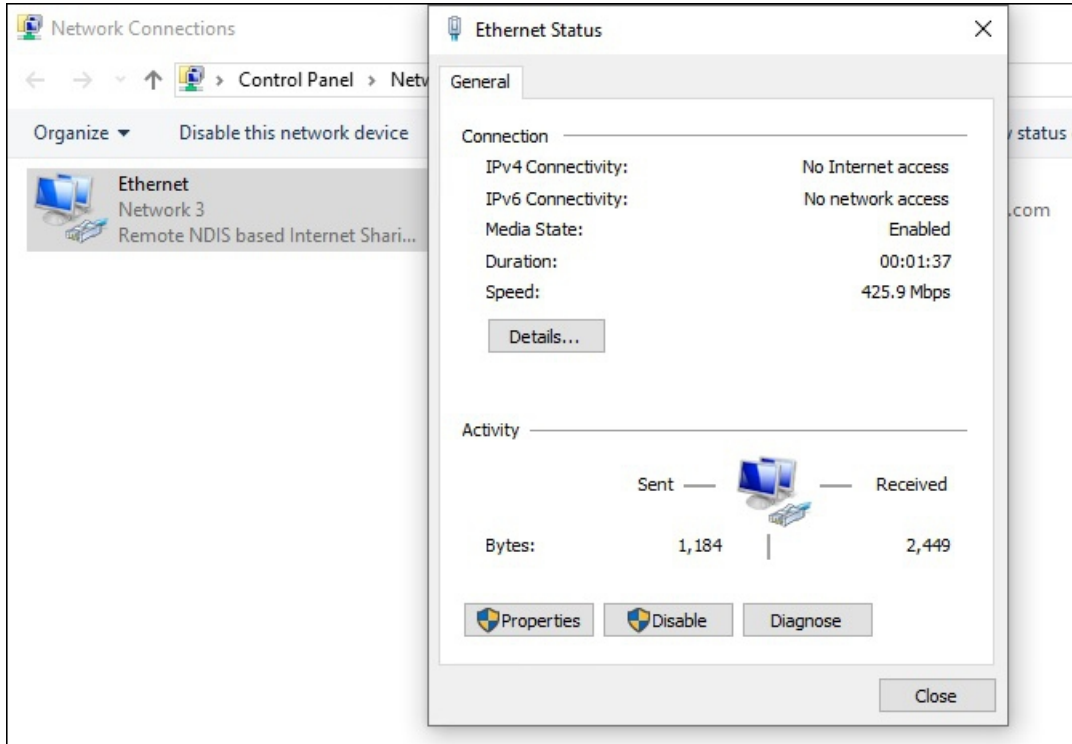 Network Connections
Control Panel > Netw
Organize Disable this network device
Ethernet
Network 3
Remote NDIS based Internet Shari...
Ethernet Status
General
Connection
IPv4 Connectivity: No Internet access
IPv6 Connectivity: No network access
Media State: Enabled
Duration: 00:01:37
Speed: 425.9 Mbps
Details...
Activity
Sent Received
Bytes: 1,184 2,449
Properties Disable Diagnose
Close
status
.com